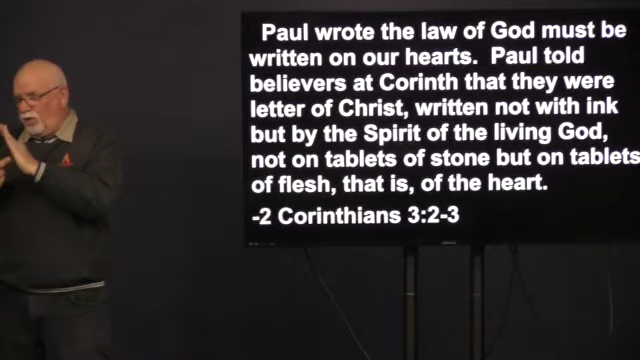 Paul wrote the law of God must be
written on our hearts.  Paul told
believers at Corinth that they were
letter of Christ, written not with ink
but by the Spirit of the living God,
not on tablets of stone but on tablets
of flesh, that is, of the heart.
-2 Corinthians 3:2-3